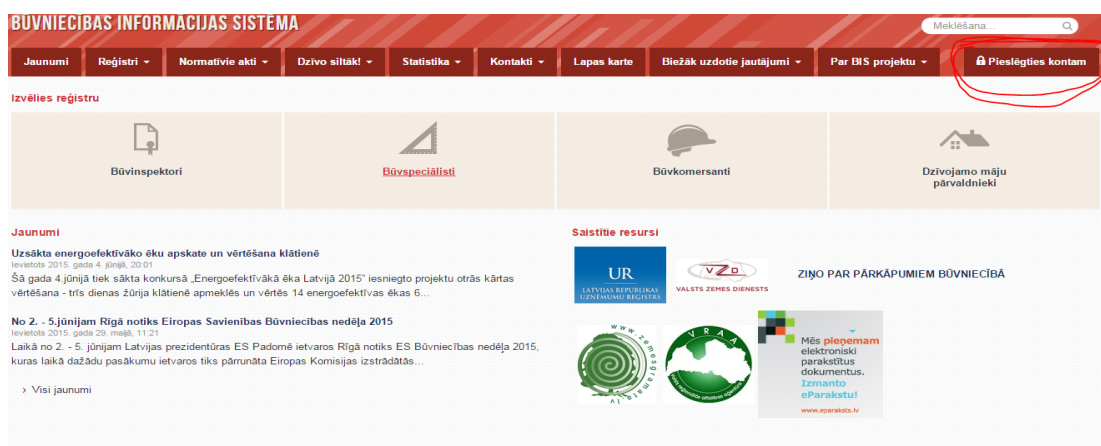 BŪVNIECĪBAS INFORMĀCIJAS SISTĒMA
Meklēšana...
Jaunumi Reģistri Normatīvie akti Dzīvo siltāk! Statistika Kontakti Lapas karte Biežāk uzdotie jautājumi Par BIS projektu Pieslēgties kontam
Izvēlies reģistru
Būvinspektori Būvspeciālisti Būvkomersanti Dzīvojamo māju
pārvaldnieki
Jaunumi
Uzsākta energoefektīvāko ēku apskate un vērtēšana klātienē
Ievietots 2015. gada 4. jūnijā, 20:01
Šā gada 4.jūnijā tiek sākta konkursā „Energoefektīvākā ēka Latvijā 2015” iesniegto projektu otrās kārtas
vērtēšana - trīs dienas žūrija klātienē apmeklēs un vērtēs 14 energoefektīvas ēkas 6...
No 2. - 5.jūnijam Rīgā notiks Eiropas Savienības Būvniecības nedēļa 2015
Ievietots 2015. gada 29. maijā, 11:21
Laikā no 2. - 5. jūnijam Latvijas prezidentūras ES Padomē ietvaros Rīgā notiks ES Būvniecības nedēļa 2015,
kuras laikā dažādu pasākumu ietvaros tiks pārrunāta Eiropas Komisijas izstrādātās...
› Visi jaunumi
Saistītie resursi
UR
LATVIJAS REPUBLIKAS
UZŅĒMUMU REĢISTRS
VZD
VALSTS ZEMES DIENESTS
ZIŅO PAR PĀRKĀPUMIEM BŪVNIECĪBĀ
www.zemesgramata.lv
VRAA
Mēs pieņemam
elektroniski
parakstītus
dokumentus.
Izmanto
eParakstu!
www.eparaksts.lv